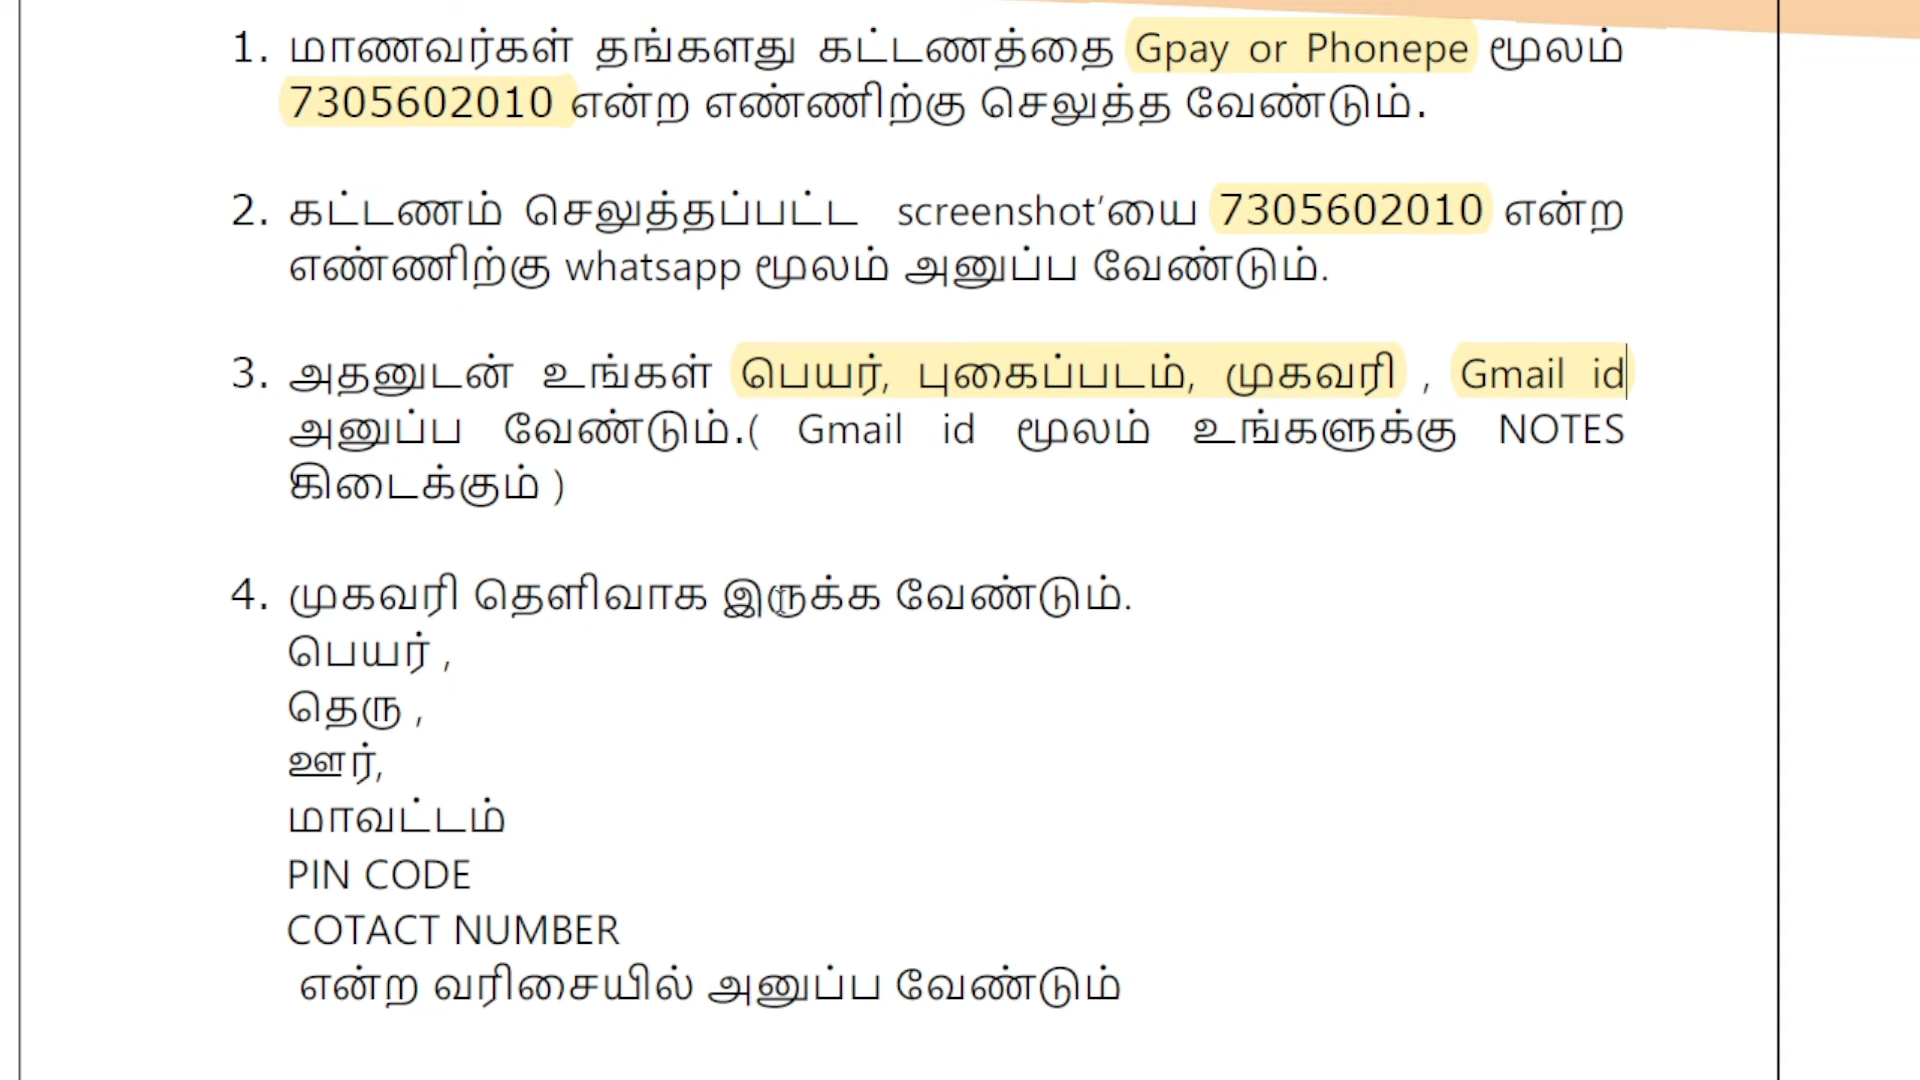 1. மாணவர்கள் தங்களது கட்டணத்தை Gpay or Phonepe மூலம்
7305602010 என்ற எண்ணிற்கு செலுத்த வேண்டும்.
2. கட்டணம் செலுத்தப்பட்ட screenshot'யை 7305602010 என்ற
எண்ணிற்கு whatsapp மூலம் அனுப்ப வேண்டும்.
3. அதனுடன் உங்கள் பெயர், புகைப்படம், முகவரி , Gmail id
அனுப்ப வேண்டும்.( Gmail id மூலம் உங்களுக்கு NOTES
கிடைக்கும் )
4. முகவரி தெளிவாக இருக்க வேண்டும்.
பெயர் ,
தெரு ,
ஊர்,
மாவட்டம்
PIN CODE
COTACT NUMBER
என்ற வரிசையில் அனுப்ப வேண்டும்